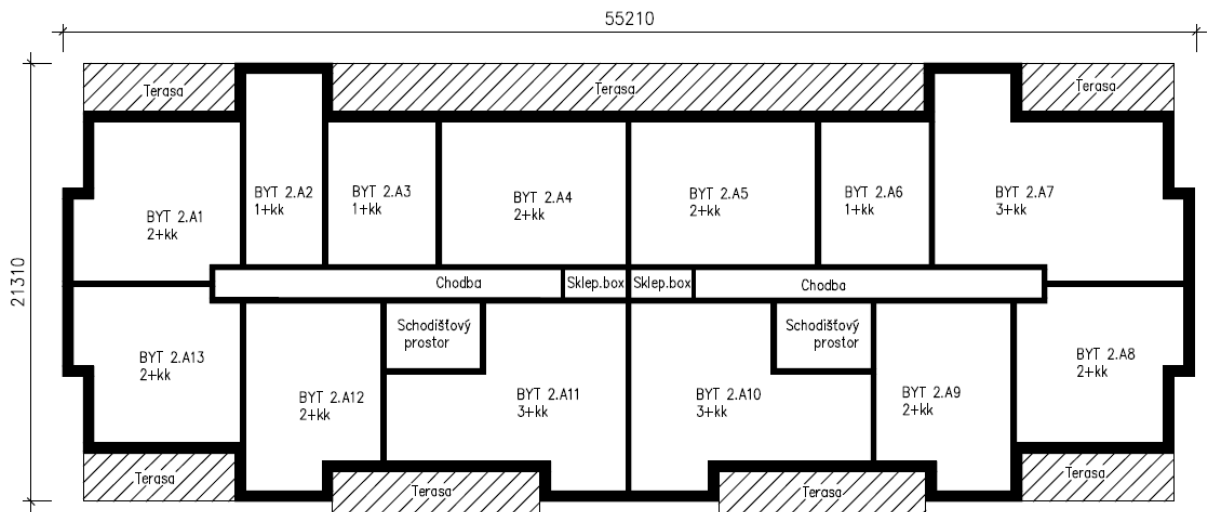 55210
Terasa
Terasa
Terasa
BYT 2.A1
2+kk
BYT 2.A2
1+kk
BYT 2.A3
1+kk
BYT 2.A4
2+kk
BYT 2.A5
2+kk
BYT 2.A6
1+kk
BYT 2.A7
3+kk
21310
Chodba
Sklep.box
Sklep.box
Chodba
Schodišťový
prostor
Schodišťový
prostor
BYT 2.A13
2+kk
BYT 2.A12
2+kk
BYT 2.A11
3+kk
BYT 2.A10
3+kk
BYT 2.A9
2+kk
BYT 2.A8
2+kk
Terasa
Terasa
Terasa
Terasa